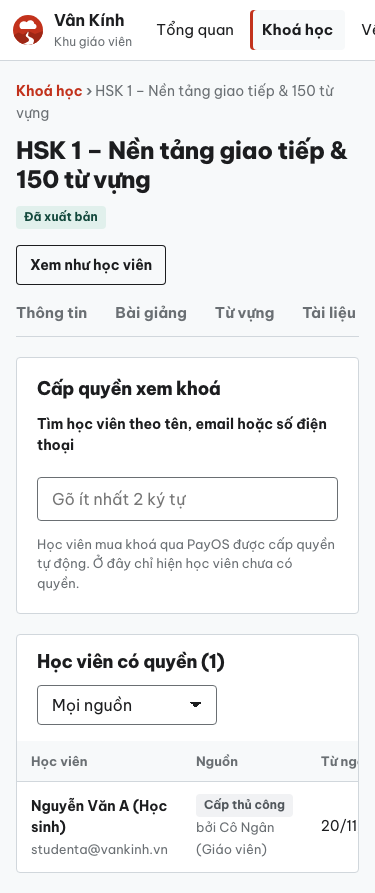 Vân Kính
Khu giáo viên
Tổng quan
Khoá học
Khoá học › HSK 1 – Nền tảng giao tiếp & 150 từ
vựng
HSK 1 – Nền tảng giao tiếp &
150 từ vựng
Đã xuất bản
Xem như học viên
Thông tin
Bài giảng
Từ vựng
Tài liệu
Cấp quyền xem khoá
Tìm học viên theo tên, email hoặc số điện
thoại
Gõ ít nhất 2 ký tự
Học viên mua khoá qua PayOS được cấp quyền
tự động. Ở đây chỉ hiện học viên chưa có
quyền.
Học viên có quyền (1)
Mọi nguồn
Học viên
Nguồn
Từ
Nguyễn Văn A (Học
sinh)
studenta@vankinh.vn
Cấp thủ công
bởi Cô Ngân
(Giáo viên)
20/11